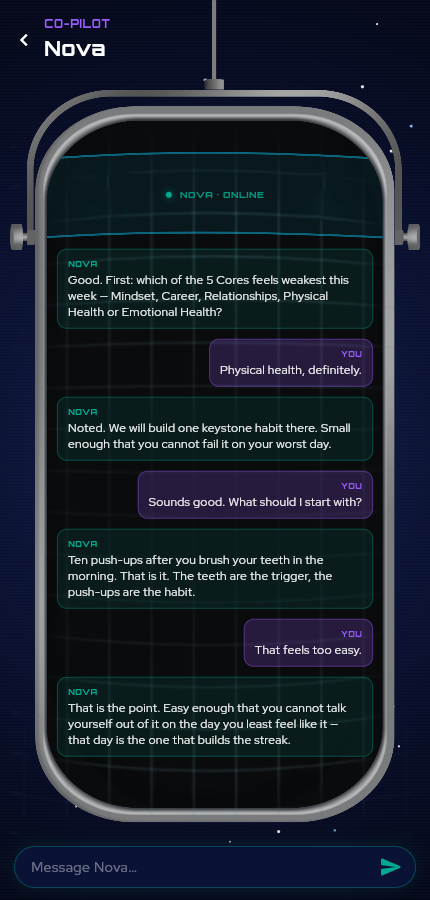 CO-PILOT
Nova
NOVA · ONLINE
NOVA
Good. First: which of the 5 Cores feels weakest this
week — Mindset, Career, Relationships, Physical
Health or Emotional Health?
YOU
Physical health, definitely.
NOVA
Noted. We will build one keystone habit there. Small
enough that you cannot fail it on your worst day.
YOU
Sounds good. What should I start with?
NOVA
Ten push-ups after you brush your teeth in the
morning. That is it. The teeth are the trigger, the
push-ups are the habit.
YOU
That feels too easy.
NOVA
That is the point. Easy enough that you cannot talk
yourself out of it on the day you least feel like it —
that day is the one that builds the streak.
Message Nova...